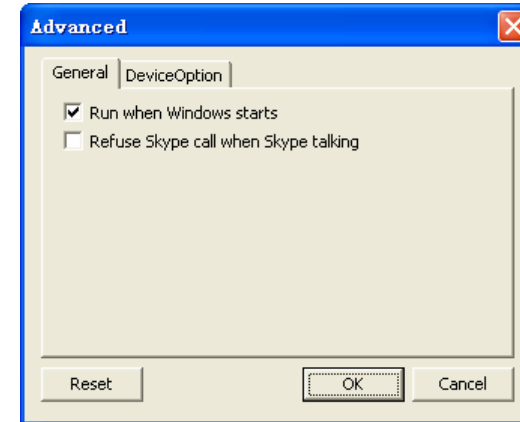 Advanced
General DeviceOption
Run when Windows starts
Refuse Skype call when Skype talking
Reset OK Cancel